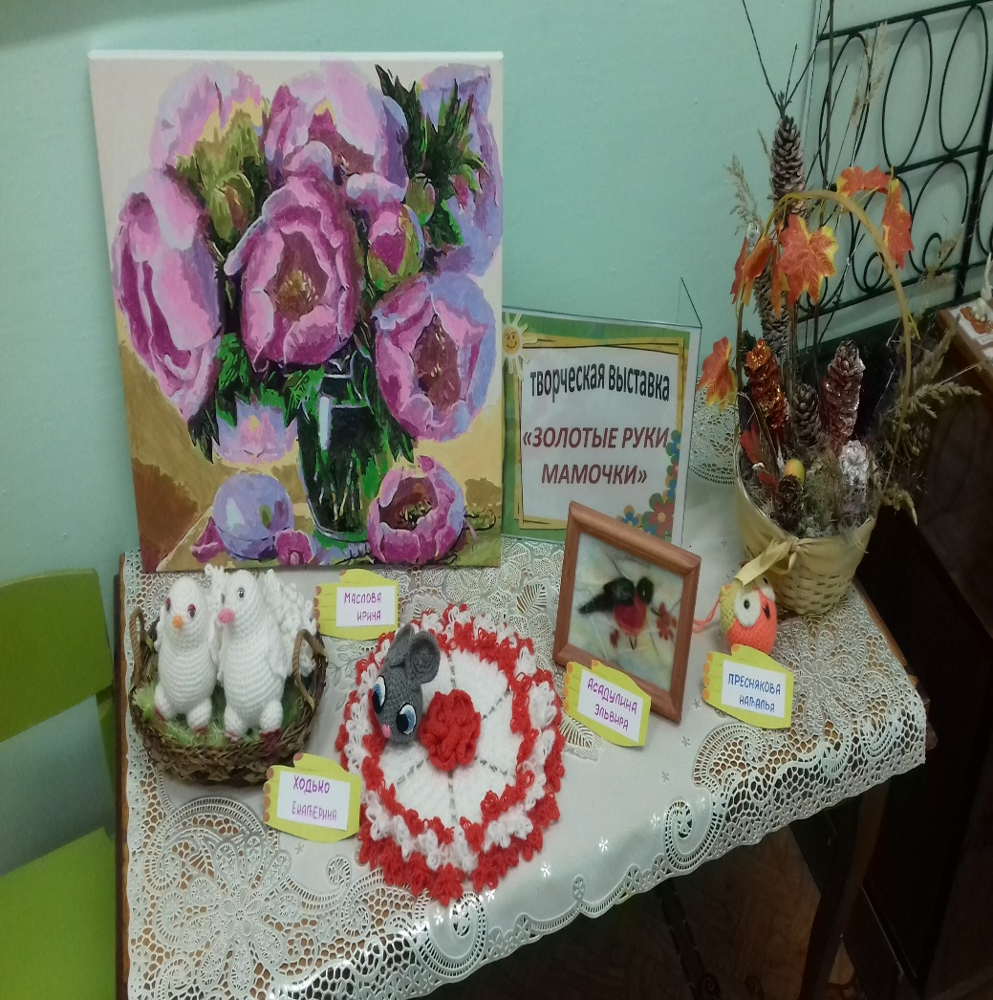 творческая выставка
«ЗОЛОТЫЕ РУКИ
МАМОЧКИ»
МАСЛОВА
ИРИНА
АСАДУЛИНА
ЭЛЬВИРА
ПРЕСНЯКОВА
НАТАЛЬЯ
ХОДЬКО
ЕКАТЕРИНА